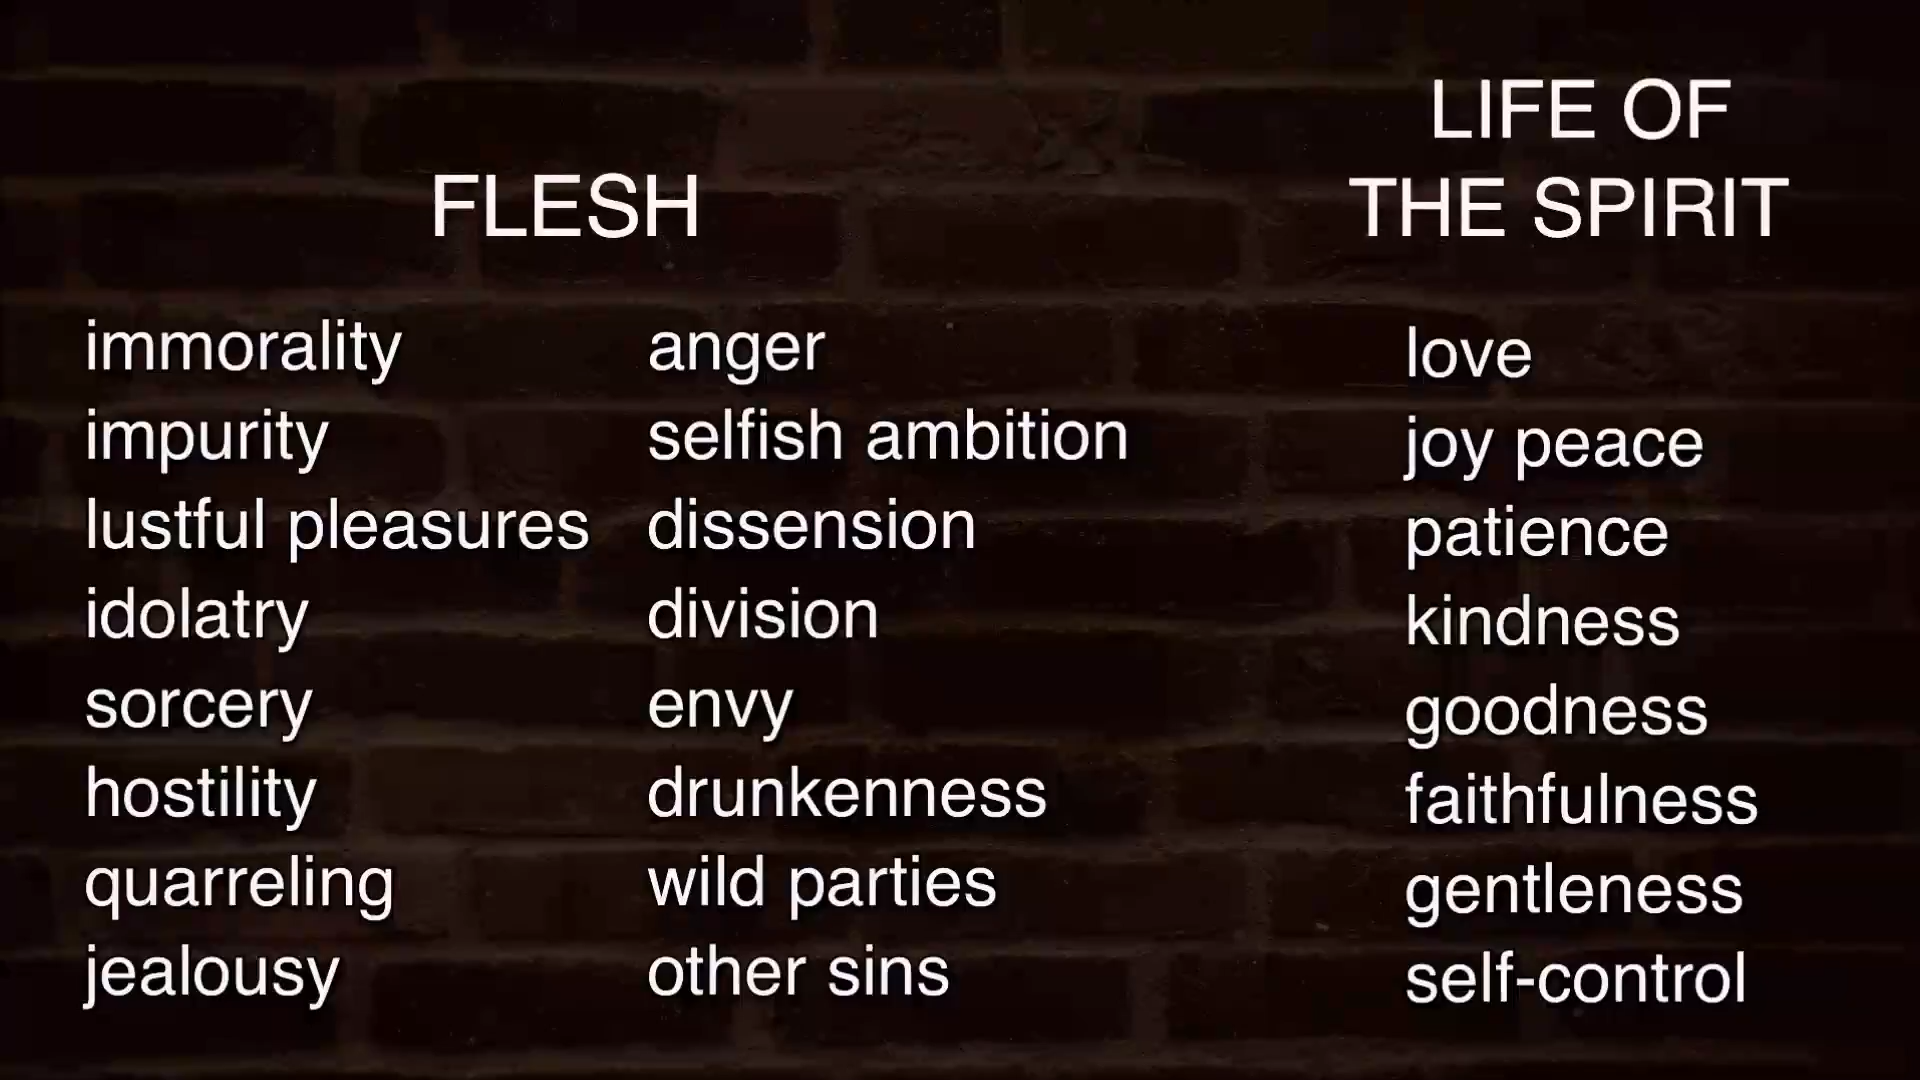 FLESH
immorality
impurity
lustful pleasures
idolatry
sorcery
hostility
quarreling
jealousy
anger
selfish ambition
dissension
division
envy
drunkenness
wild parties
other sins
LIFE OF
THE SPIRIT
love
joy peace
patience
kindness
goodness
faithfulness
gentleness
self-control